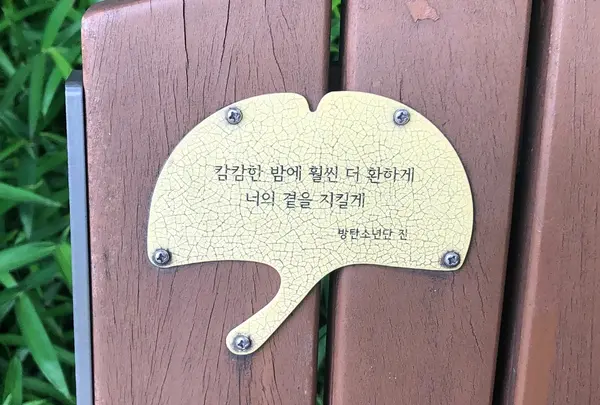 캄캄한 밤에 훨씬 더 환하게
너의 곁을 지킬게
방탄소년단 진